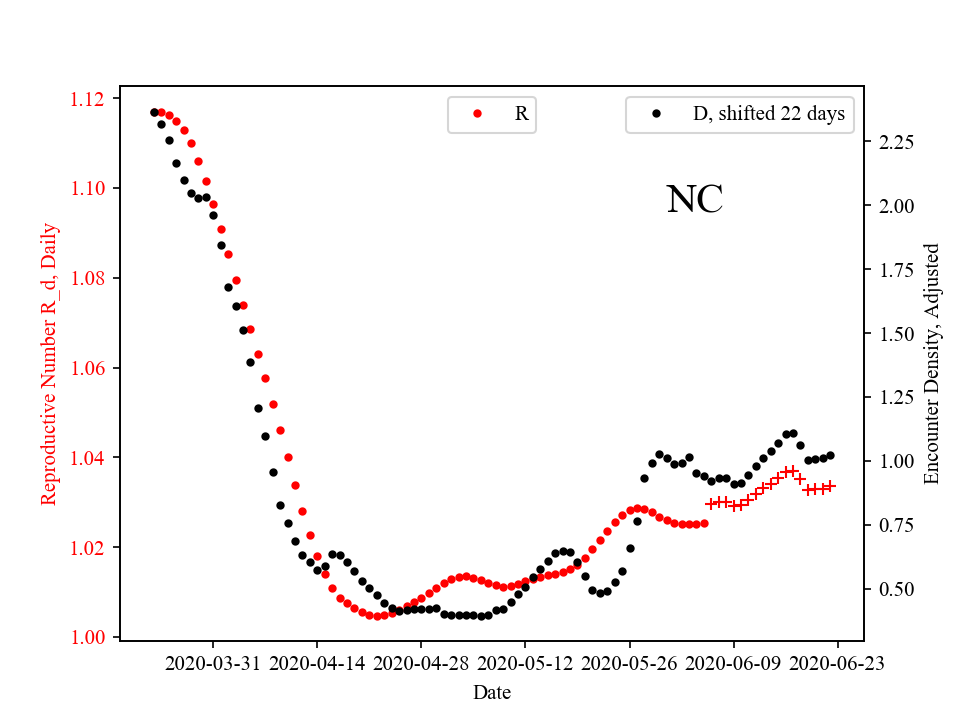 R
D, shifted 22 days
NC
Reproductive Number R_d, Daily
1.12
1.10
1.08
1.06
1.04
1.02
1.00
2.25
2.00
1.75
1.50
1.25
1.00
0.75
0.50
Encounter Density, Adjusted
2020-03-31 2020-04-14 2020-04-28 2020-05-12 2020-05-26 2020-06-09 2020-06-23
Date